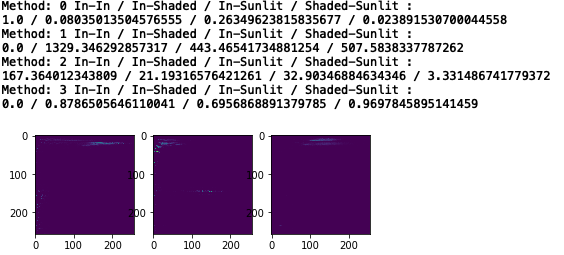 Method: 0 In-In / In-Shaded / In-Sunlit / Shaded-Sunlit :
1.0 / 0.08035013504576555 / 0.26349623815835677 / 0.023891530700044558
Method: 1 In-In / In-Shaded / In-Sunlit / Shaded-Sunlit :
0.0 / 1329.346292857317 / 443.46541734881254 / 507.5838337787262
Method: 2 In-In / In-Shaded / In-Sunlit / Shaded-Sunlit :
167.364012343809 / 21.19316576421261 / 32.90346884634346 / 3.331486741779372
Method: 3 In-In / In-Shaded / In-Sunlit / Shaded-Sunlit :
0.0 / 0.8786505646110041 / 0.6956868891379785 / 0.9697845895141459
0 0 0
100 100 100
200 200 200
0 100 200 0 100 200 0 200